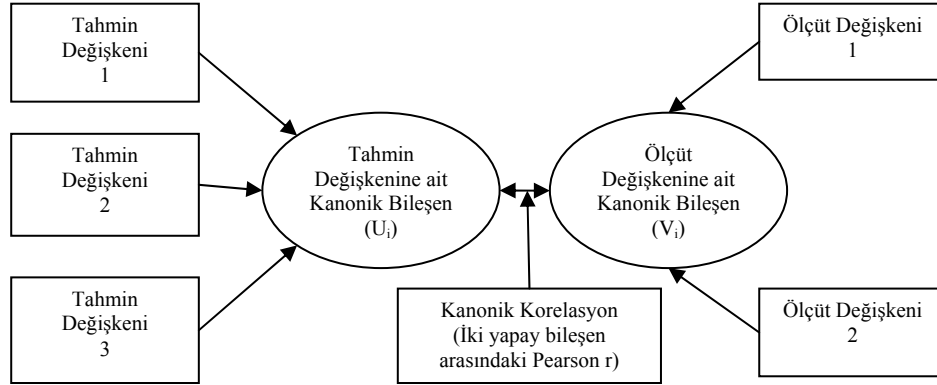 Tahmin
Değişkeni
1
Tahmin
Değişkeni
2
Tahmin
Değişkeni
3
Tahmin
Değişkenine ait
Kanonik Bileşen
(Uᵢ)
Kanonik Korelasyon
(İki yapay bileşen
arasındaki Pearson r)
Ölçüt
Değişkenine ait
Kanonik Bileşen
(Vᵢ)
Ölçüt Değişkeni
1
Ölçüt Değişkeni
2